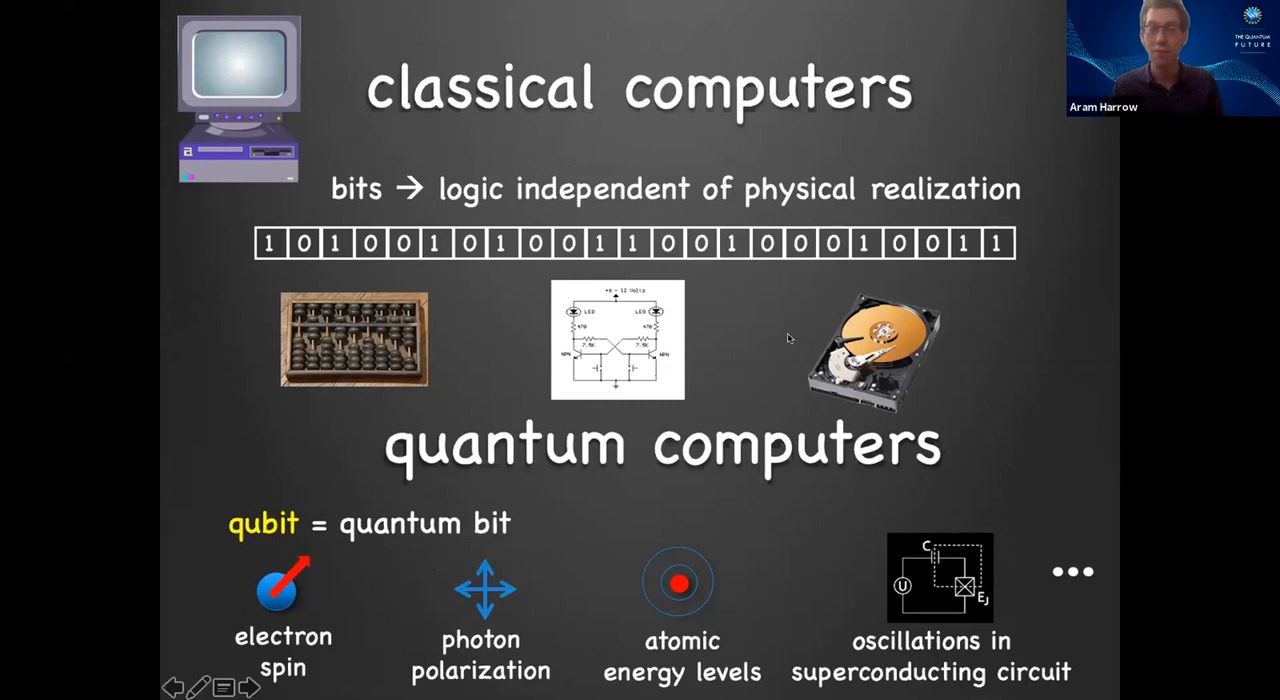 classical computers
THE QUANTUM
FUTURE
Aram Harrow
a
bits → logic independent of physical realization
1 0 1 0 0 1 0 1 0 0 1 1 0 0 1 0 0 0 1 0 0 1 1
+6 - 12 Volts
LED LED
470 470
7.5K 7.5K
NPN NPN
quantum computers
qubit = quantum bit
C
U
EJ
...
electron
spin
photon
polarization
atomic
energy levels
oscillations in
superconducting circuit